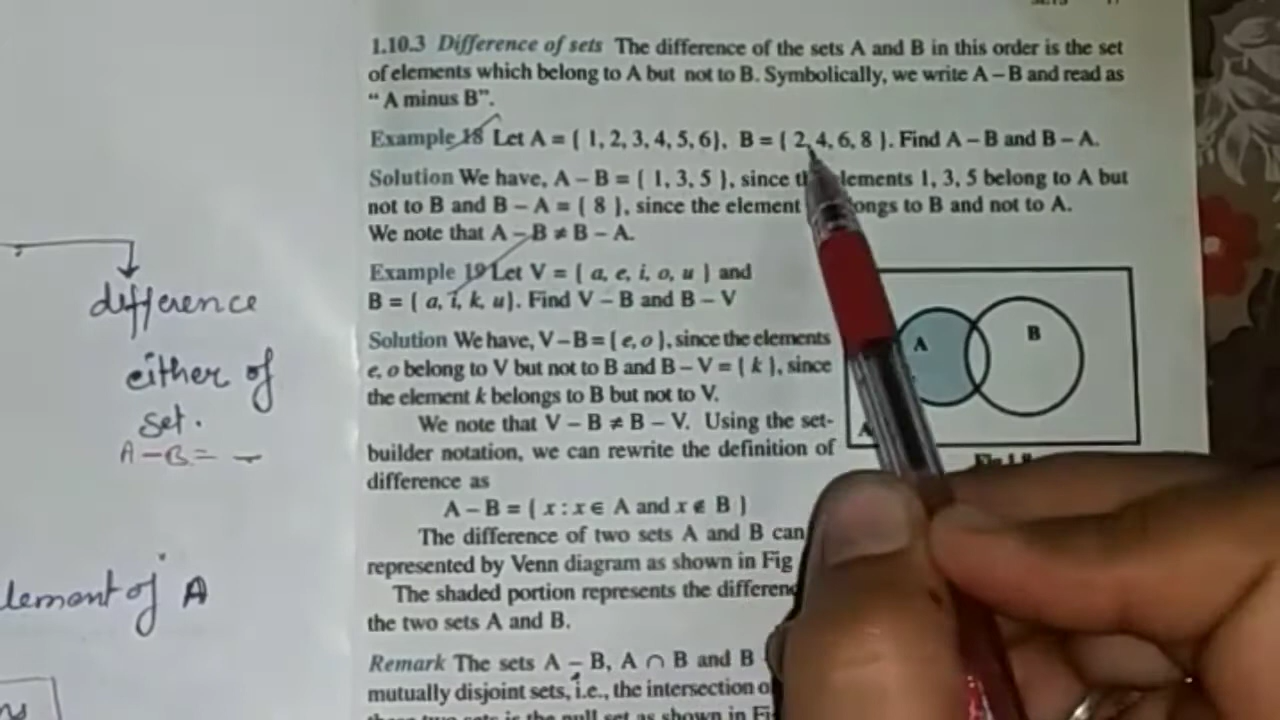 1.10.3 Difference of sets The difference of the sets A and B in this order is the set
of elements which belong to A but not to B. Symbolically, we write A – B and read as
“ A minus B”.
Example 18 Let A = { 1, 2, 3, 4, 5, 6}, B = { 2, 4, 6, 8 }. Find A – B and B – A.
Solution We have, A – B = { 1, 3, 5 }, since the elements 1, 3, 5 belong to A but
not to B and B – A = { 8 }, since the element belongs to B and not to A.
We note that A – B ≠ B – A.
Example 19 Let V = { a, e, i, o, u } and
B = { a, i, k, u}. Find V – B and B – V
Solution We have, V – B = { e, o }, since the elements
e, o belong to V but not to B and B – V = { k }, since
the element k belongs to B but not to V.
We note that V – B ≠ B – V. Using the set-
builder notation, we can rewrite the definition of
difference as
A – B = { x : x ∈ A and x ∉ B }
The difference of two sets A and B can
represented by Venn diagram as shown in Fig
The shaded portion represents the
the two sets A and B.
Remark The sets A – B, A ∩ B and B
mutually disjoint sets, i.e., the intersection
A
B
difference
either of
set.
A – B = –
element of A